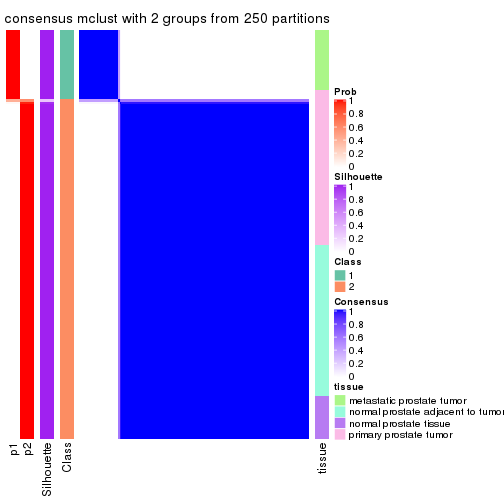 consensus mclust with 2 groups from 250 partitions
Prob
1
0.8
0.6
0.4
0.2
0
Silhouette
1
0.8
0.6
0.4
0.2
0
Class
1
2
Consensus
1
0.8
0.6
0.4
0.2
0
tissue
metastatic prostate tumor
normal prostate adjacent to tumor
normal prostate tissue
primary prostate tumor
p1
p2
Silhouette
Class
tissue